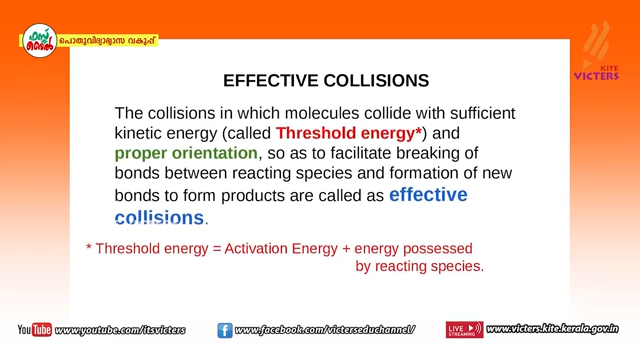 ഫസ്റ്റ് ബെൽ
പൊതുവിദ്യാഭ്യാസ വകുപ്പ്
KITE
VICTERS
EFFECTIVE COLLISIONS
The collisions in which molecules collide with sufficient
kinetic energy (called Threshold energy*) and
proper orientation, so as to facilitate breaking of
bonds between reacting species and formation of new
bonds to form products are called as effective
collisions.
* Threshold energy = Activation Energy + energy possessed
by reacting species.
YouTube www.youtube.com/itsvicters
f www.facebook.com/victerseduchannel/
LIVE STREAMING www.victers.kite.kerala.gov.in